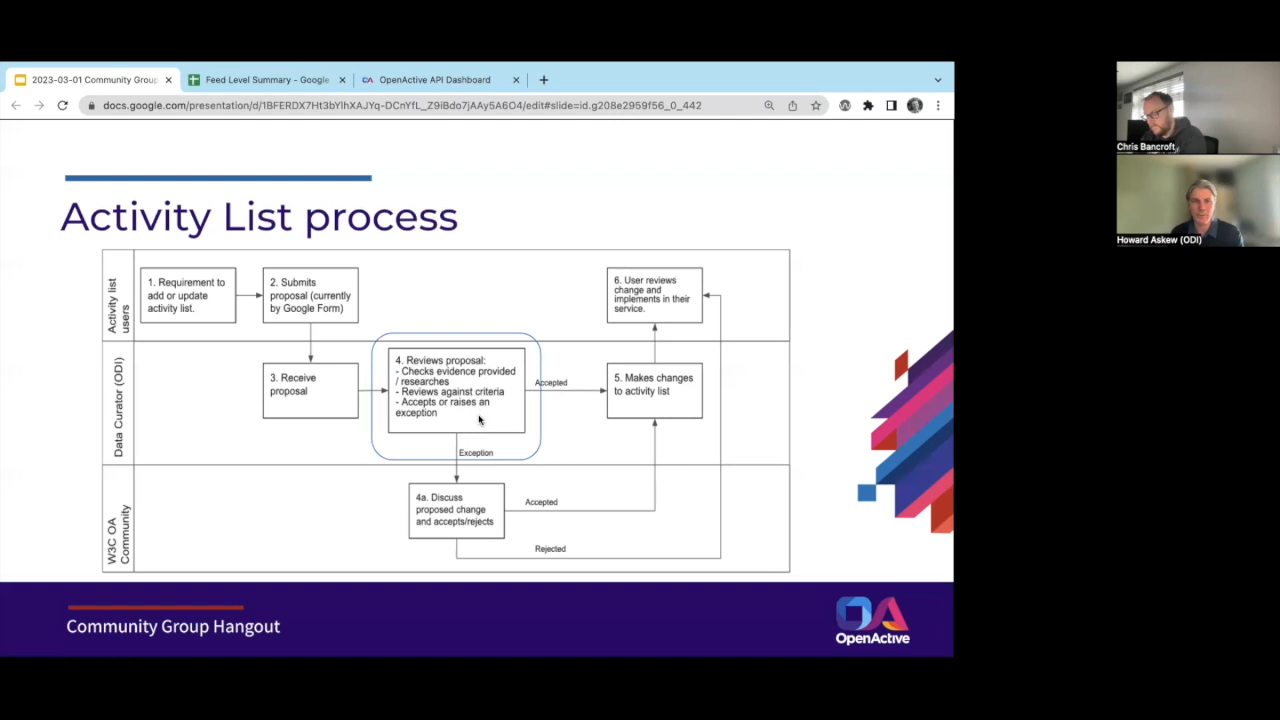 2023-03-01 Community Group
Feed Level Summary - Google
OpenActive API Dashboard
docs.google.com/presentation/d/1BFERDX7Ht3bYlhXAJYq-DCnYfL_Z9iBdo7jAAy5A6O4/edit#slide=id.g208e2959f56_0_442
Chris Bancroft
Howard Askew (ODI)
Activity List process
Activity list
users
1. Requirement to
add or update
activity list.
2. Submits
proposal (currently
by Google Form)
6. User reviews
change and
implements in their
service.
Data Curator (ODI)
3. Receive
proposal
4. Reviews proposal:
- Checks evidence provided
/ researches
- Reviews against criteria
- Accepts or raises an
exception
Accepted
5. Makes changes
to activity list
Exception
W3C OA
Community
4a. Discuss
proposed change
and accepts/rejects
Accepted
Rejected
Community Group Hangout
OA
OpenActive